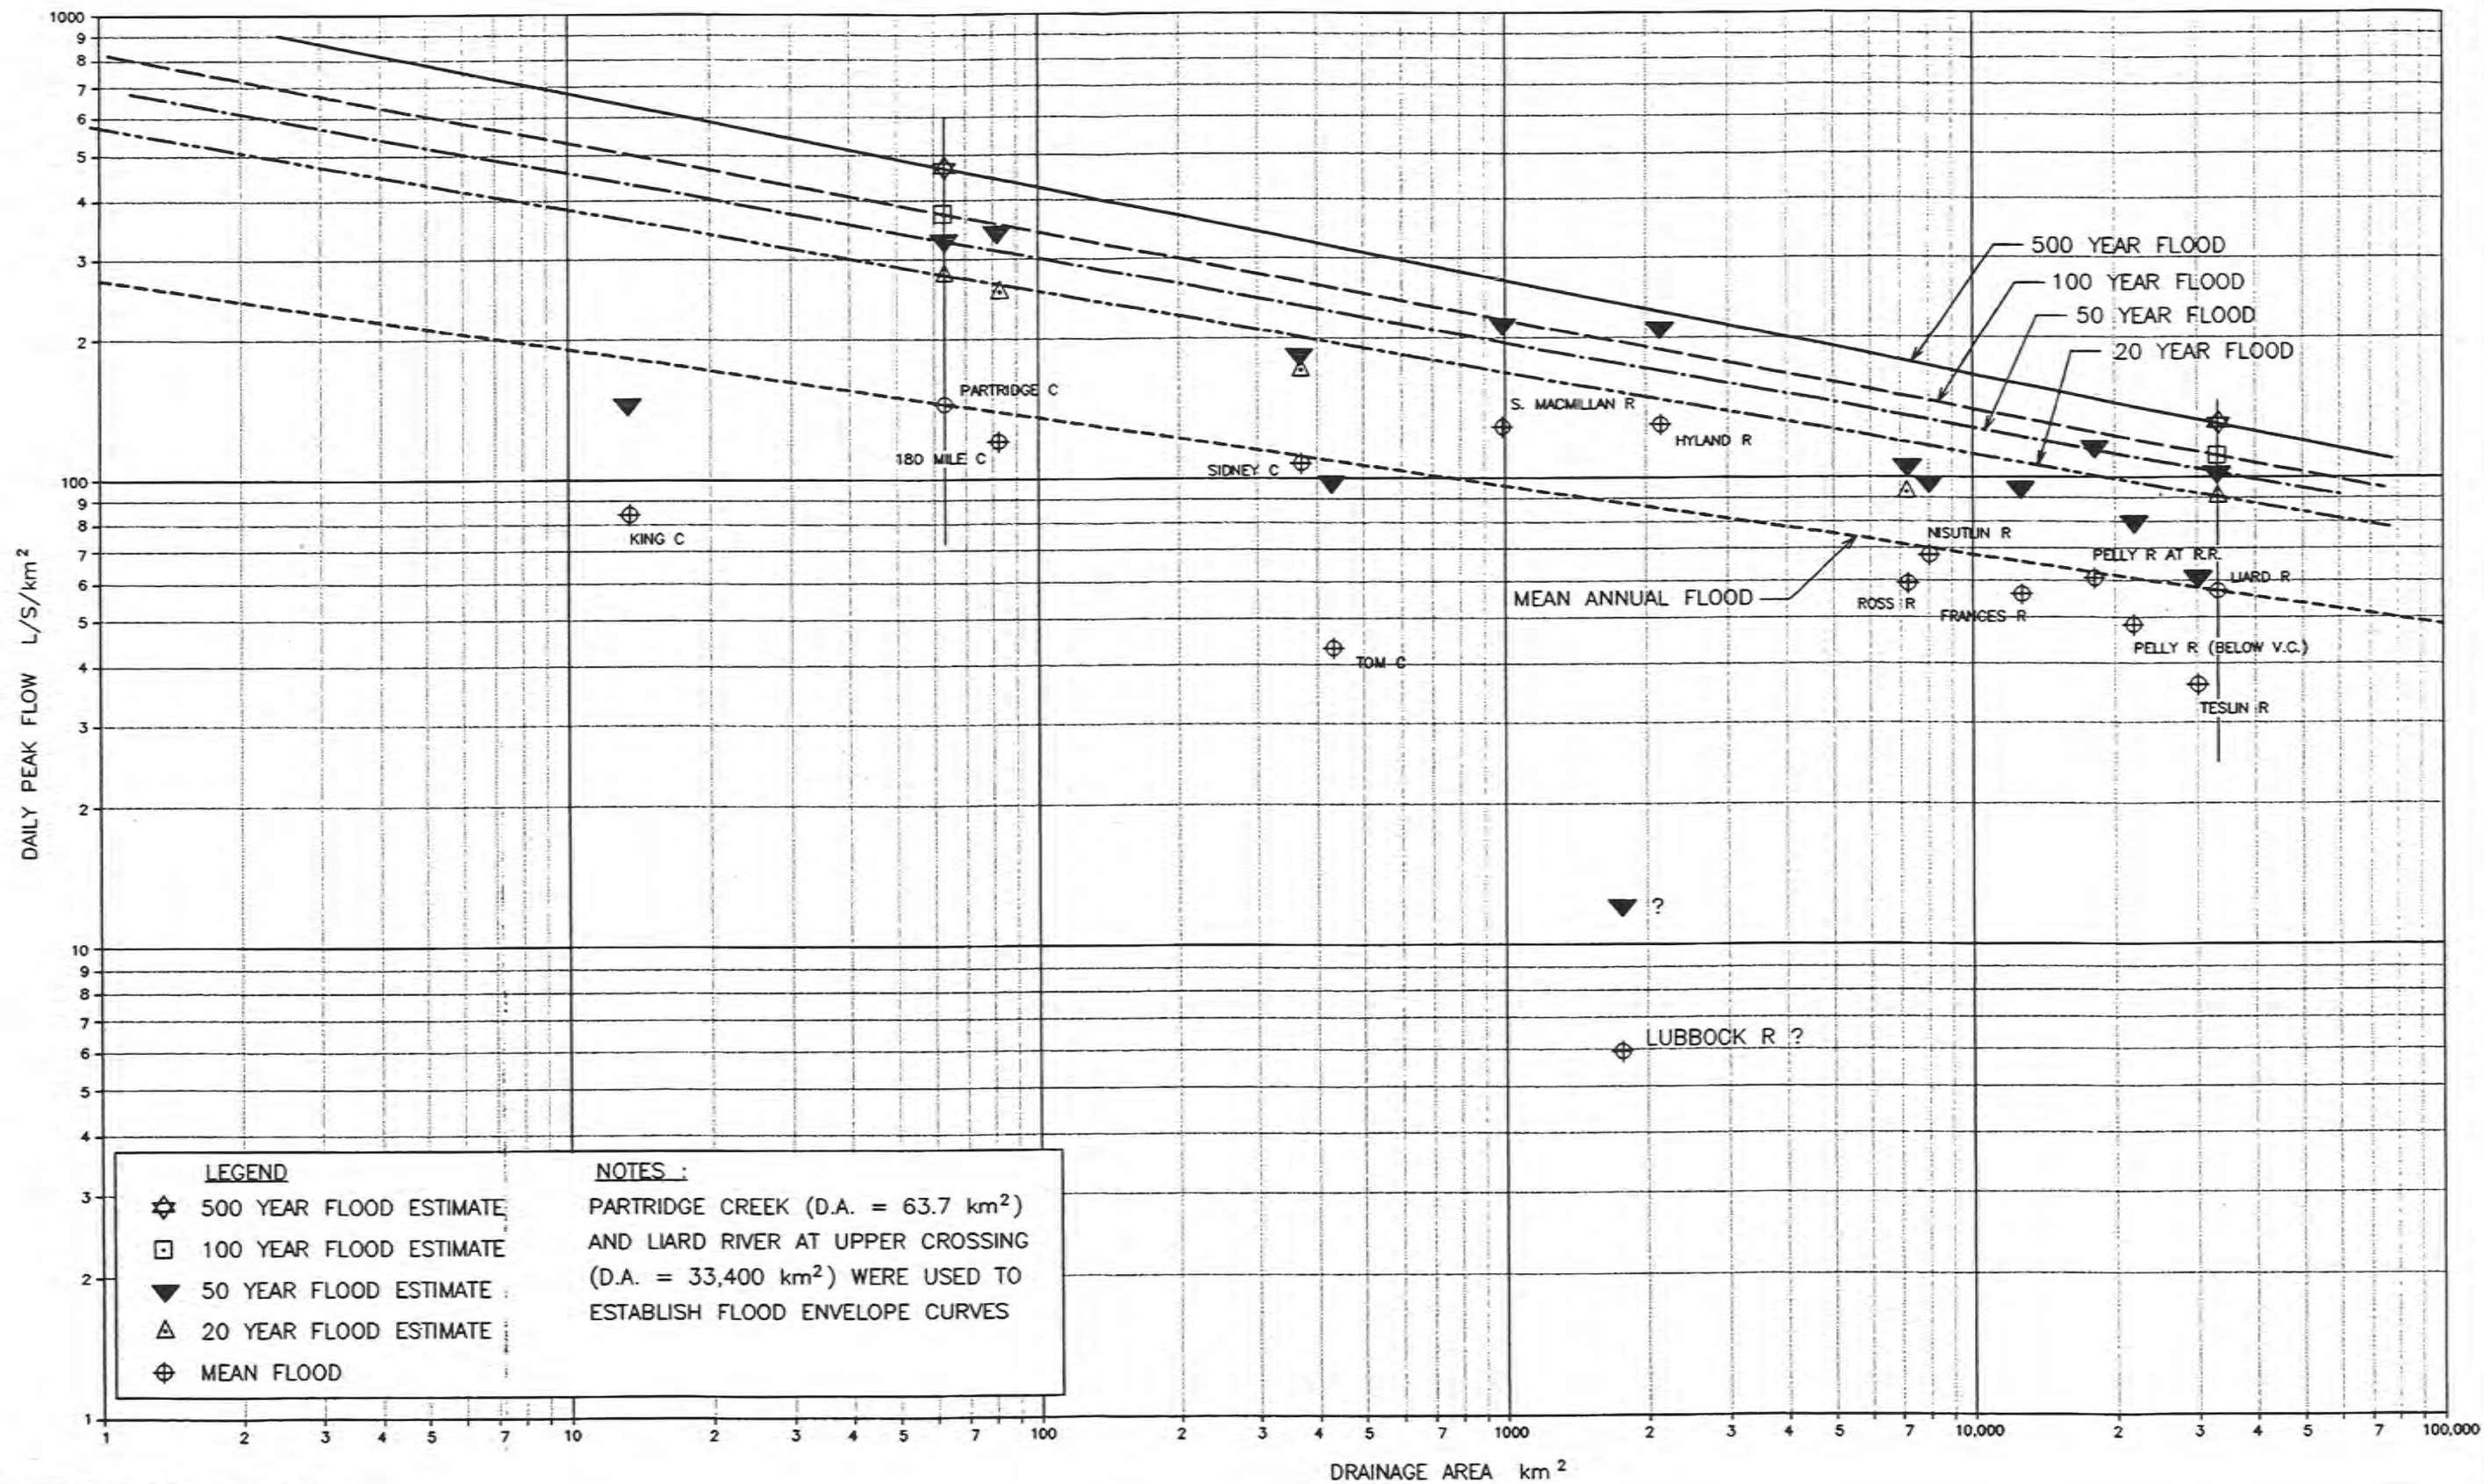 1000
9
8
7
6
5
4
3
2
100
9
8
7
6
5
4
3
2
10
9
8
7
6
5
4
3
2
1
DAILY PEAK FLOW L/S/km²
500 YEAR FLOOD
100 YEAR FLOOD
50 YEAR FLOOD
20 YEAR FLOOD
PARTRIDGE C
S. MACMILLAN R
HYLAND R
180 MILE C
SIDNEY C
KING C
NISUTLIN R
PELLY R AT R.R.
LIARD R
MEAN ANNUAL FLOOD
ROSS R
FRANCES R
TOM C
PELLY R (BELOW V.C.)
TESLIN R
?
LUBBOCK R ?
LEGEND
500 YEAR FLOOD ESTIMATE
100 YEAR FLOOD ESTIMATE
50 YEAR FLOOD ESTIMATE
20 YEAR FLOOD ESTIMATE
MEAN FLOOD
NOTES :
PARTRIDGE CREEK (D.A. = 63.7 km²)
AND LIARD RIVER AT UPPER CROSSING
(D.A. = 33,400 km²) WERE USED TO
ESTABLISH FLOOD ENVELOPE CURVES
1 2 3 4 5 7 10 2 3 4 5 7 100 2 3 4 5 7 1000 2 3 4 5 7 10,000 2 3 4 5 7 100,000
DRAINAGE AREA km²